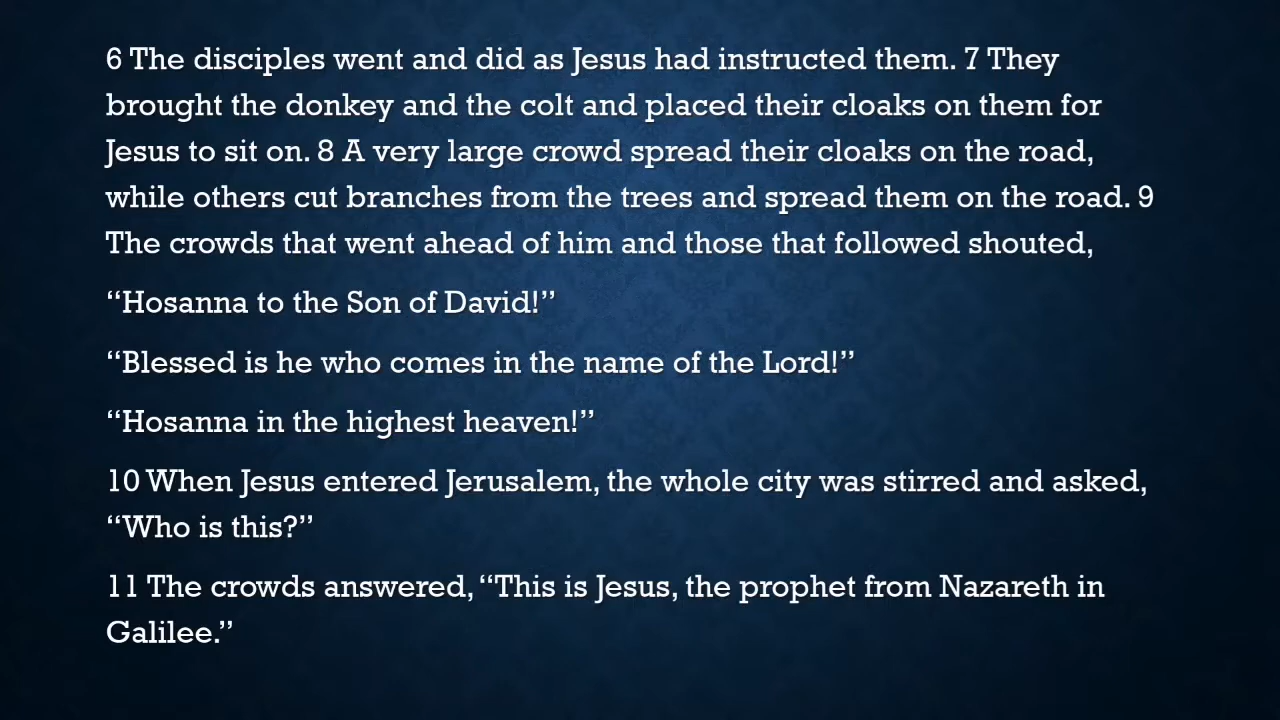 6 The disciples went and did as Jesus had instructed them. 7 They
brought the donkey and the colt and placed their cloaks on them for
Jesus to sit on. 8 A very large crowd spread their cloaks on the road,
while others cut branches from the trees and spread them on the road. 9
The crowds that went ahead of him and those that followed shouted,
“Hosanna to the Son of David!”
“Blessed is he who comes in the name of the Lord!”
“Hosanna in the highest heaven!”
10 When Jesus entered Jerusalem, the whole city was stirred and asked,
“Who is this?”
11 The crowds answered, “This is Jesus, the prophet from Nazareth in
Galilee.”